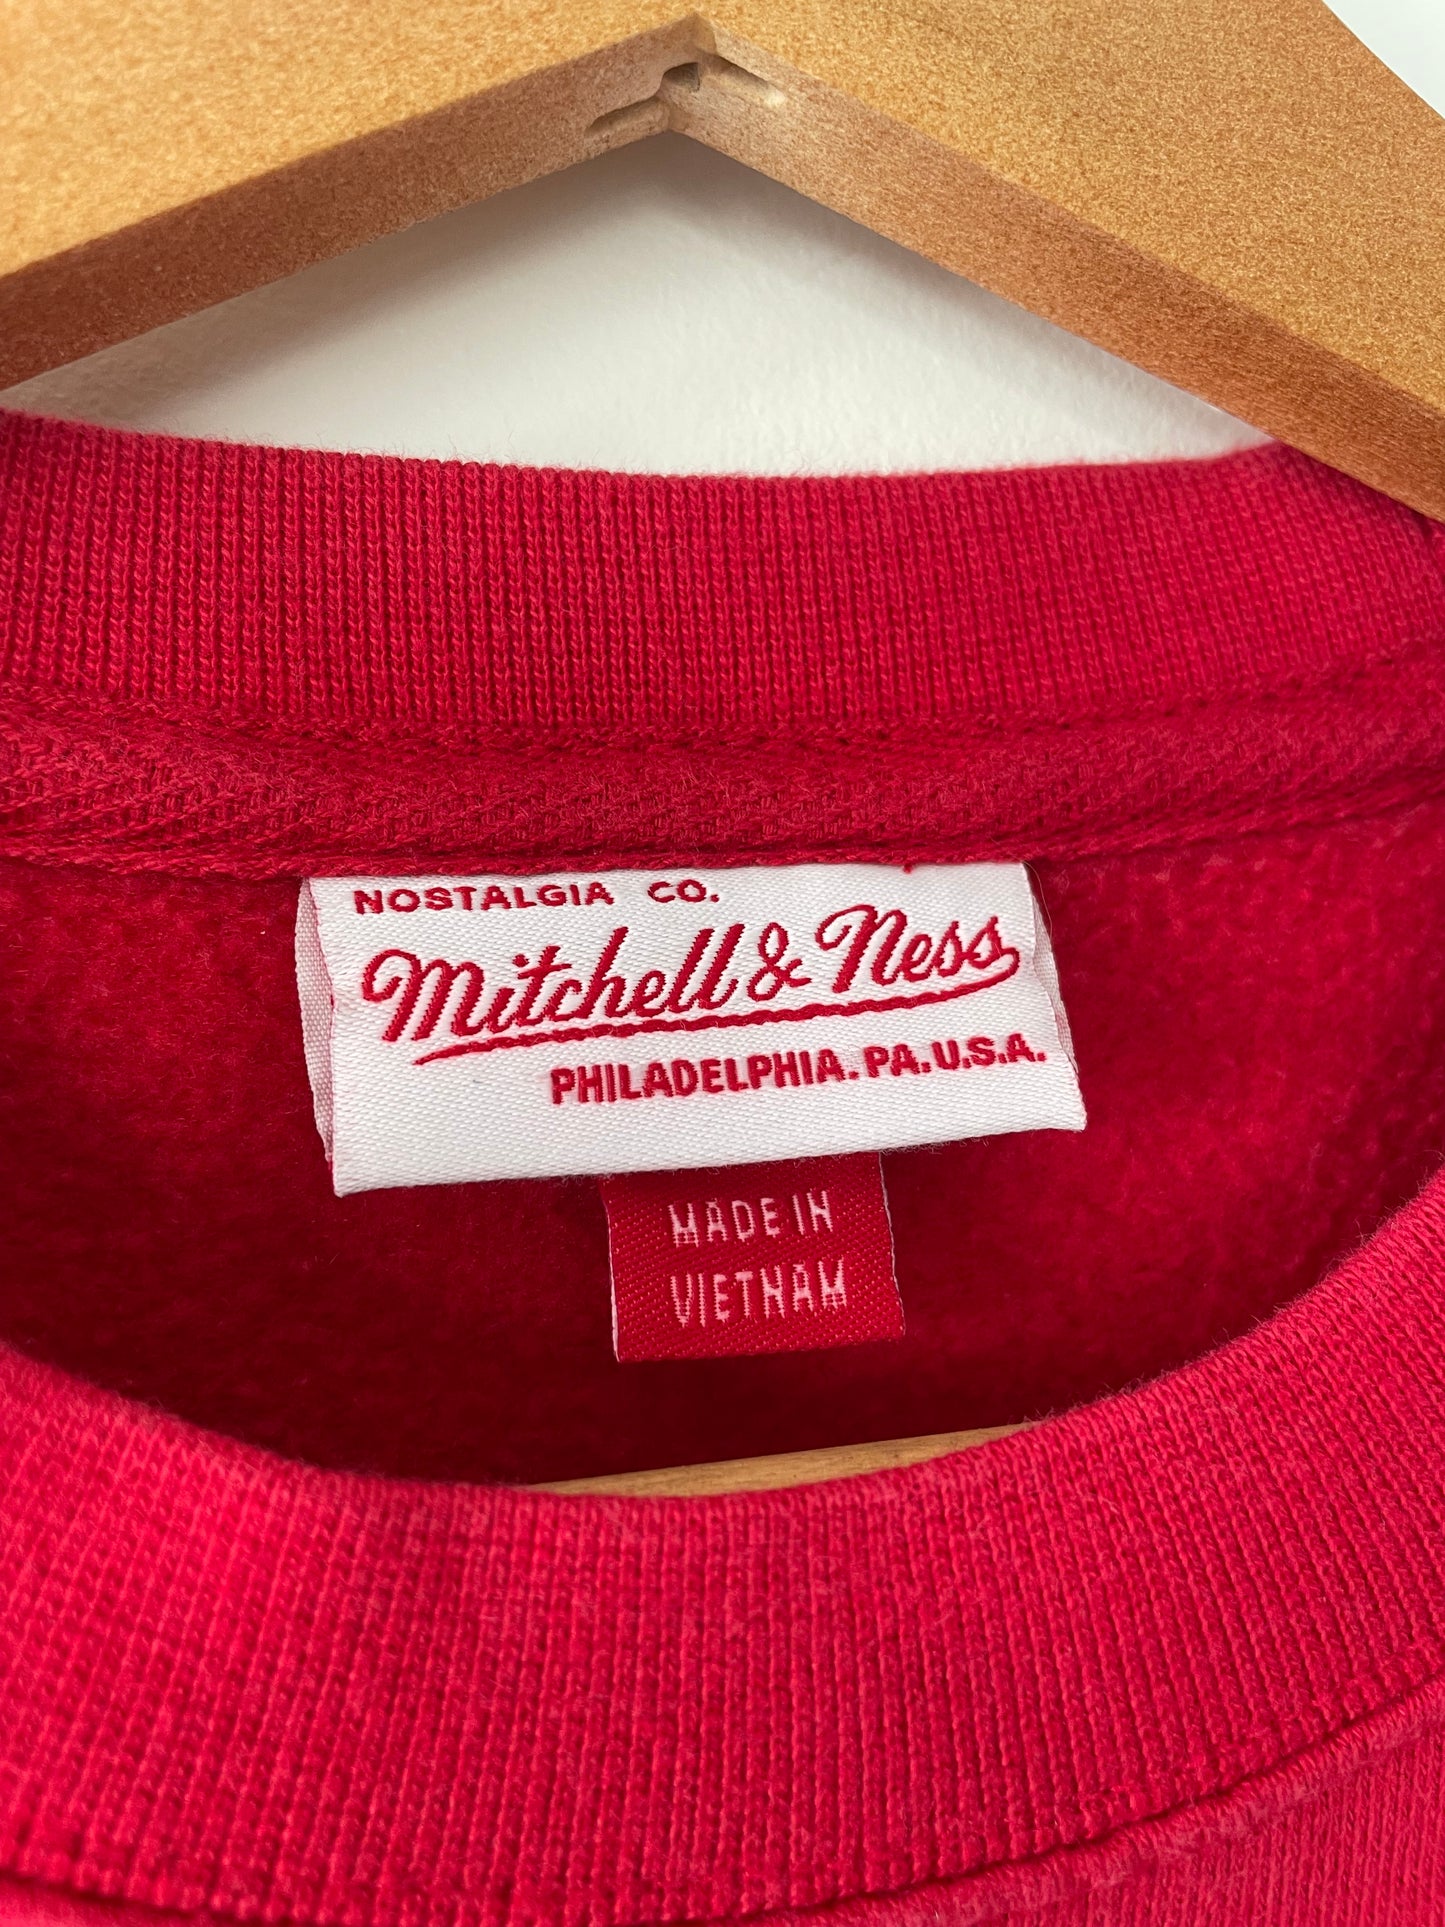 NOSTALGIA CO.
Mitchell & Ness
PHILADELPHIA. PA. U.S.A.
MADE IN
VIETNAM